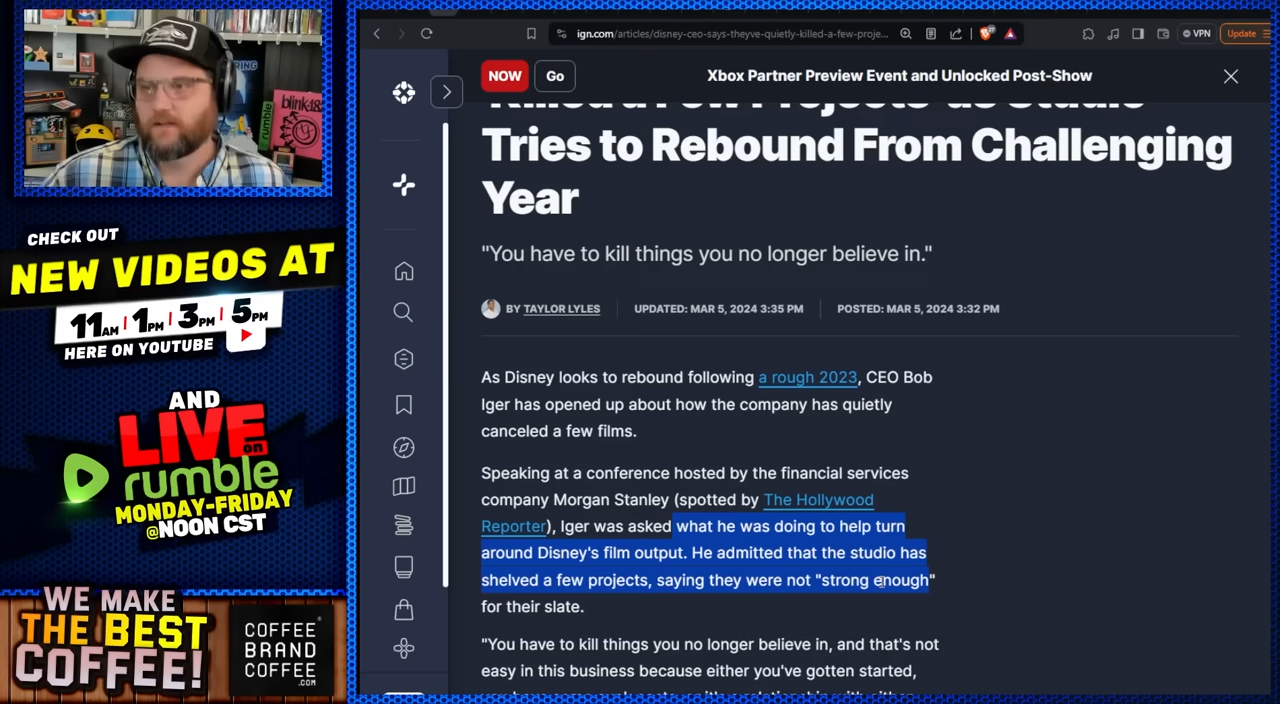 ign.com/articles/disney-ceo-says-theyve-quietly-killed-a-few-proje...
VPN
Update
NOW
Go
Xbox Partner Preview Event and Unlocked Post-Show
Killed a Few Projects' as Studio
Tries to Rebound From Challenging
Year
"You have to kill things you no longer believe in."
BY TAYLOR LYLES
UPDATED: MAR 5, 2024 3:35 PM
POSTED: MAR 5, 2024 3:32 PM
As Disney looks to rebound following a rough 2023, CEO Bob
Iger has opened up about how the company has quietly
canceled a few films.
Speaking at a conference hosted by the financial services
company Morgan Stanley (spotted by The Hollywood
Reporter), Iger was asked what he was doing to help turn
around Disney's film output. He admitted that the studio has
shelved a few projects, saying they were not "strong enough"
for their slate.
"You have to kill things you no longer believe in, and that's not
easy in this business because either you've gotten started,
blink-182
rumble
CHECK OUT
NEW VIDEOS AT
11AM | 1PM | 3PM | 5PM
HERE ON YOUTUBE
AND
LIVE
on
rumble
MONDAY-FRIDAY
@NOON CST
WE MAKE
THE BEST
COFFEE!
COFFEE
BRAND
COFFEE
.COM